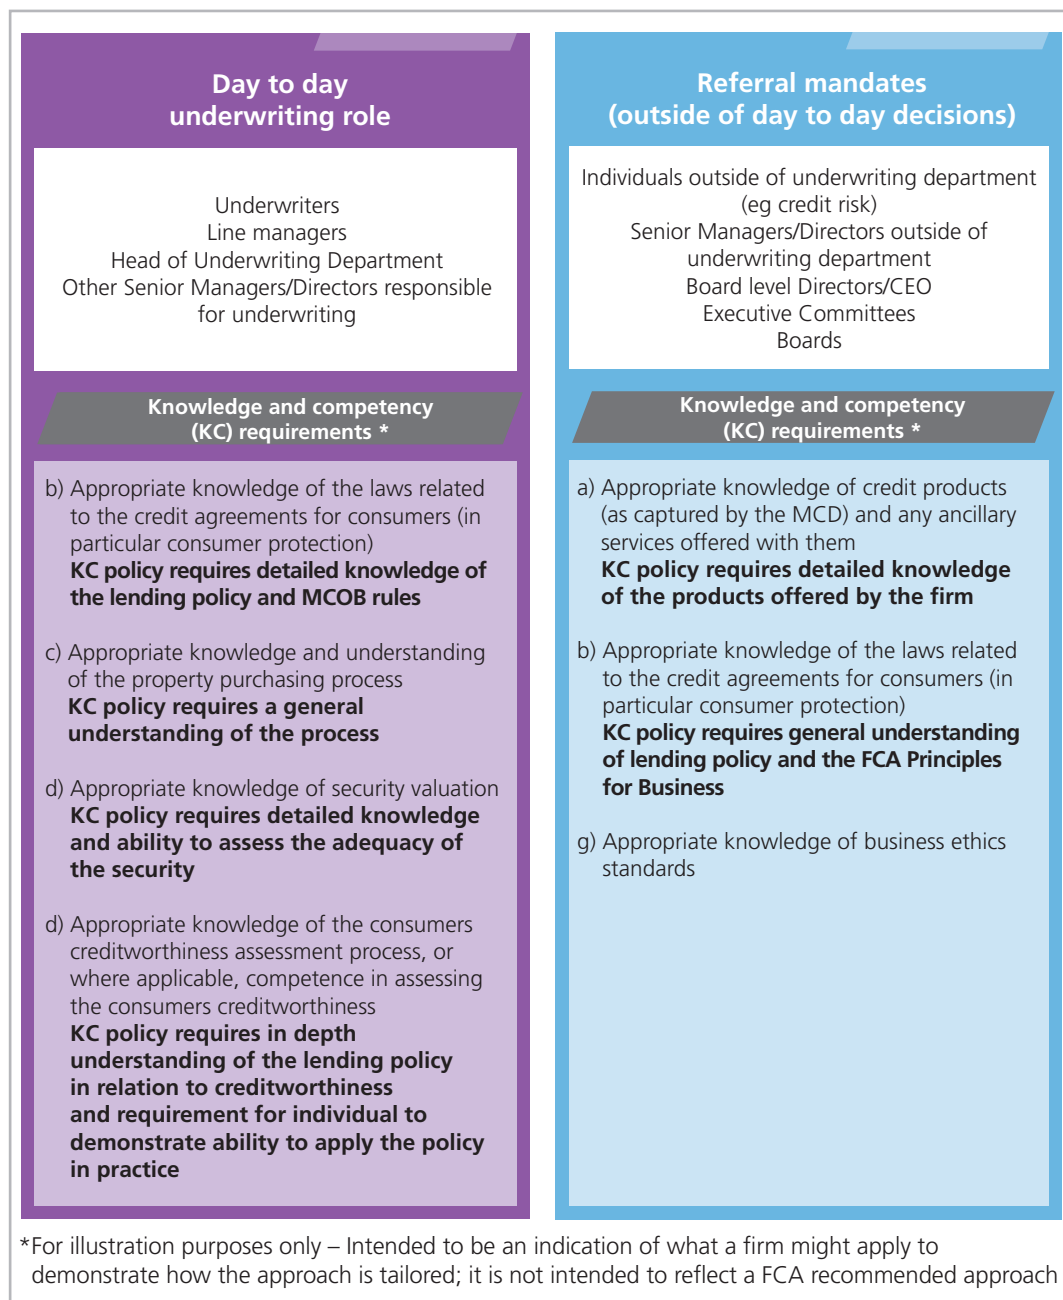 Day to day
underwriting role
Underwriters
Line managers
Head of Underwriting Department
Other Senior Managers/Directors responsible
for underwriting
Knowledge and competency
(KC) requirements *
b) Appropriate knowledge of the laws related
to the credit agreements for consumers (in
particular consumer protection)
KC policy requires detailed knowledge of
the lending policy and MCOB rules
c) Appropriate knowledge and understanding
of the property purchasing process
KC policy requires a general
understanding of the process
d) Appropriate knowledge of security valuation
KC policy requires detailed knowledge
and ability to assess the adequacy of
the security
d) Appropriate knowledge of the consumers
creditworthiness assessment process, or
where applicable, competence in assessing
the consumers creditworthiness
KC policy requires in depth
understanding of the lending policy
in relation to creditworthiness
and requirement for individual to
demonstrate ability to apply the policy
in practice
Referral mandates
(outside of day to day decisions)
Individuals outside of underwriting department
(eg credit risk)
Senior Managers/Directors outside of
underwriting department
Board level Directors/CEO
Executive Committees
Boards
Knowledge and competency
(KC) requirements *
a) Appropriate knowledge of credit products
(as captured by the MCD) and any ancillary
services offered with them
KC policy requires detailed knowledge
of the products offered by the firm
b) Appropriate knowledge of the laws related
to the credit agreements for consumers (in
particular consumer protection)
KC policy requires general understanding
of lending policy and the FCA Principles
for Business
g) Appropriate knowledge of business ethics
standards
*For illustration purposes only – Intended to be an indication of what a firm might apply to
demonstrate how the approach is tailored; it is not intended to reflect a FCA recommended approach